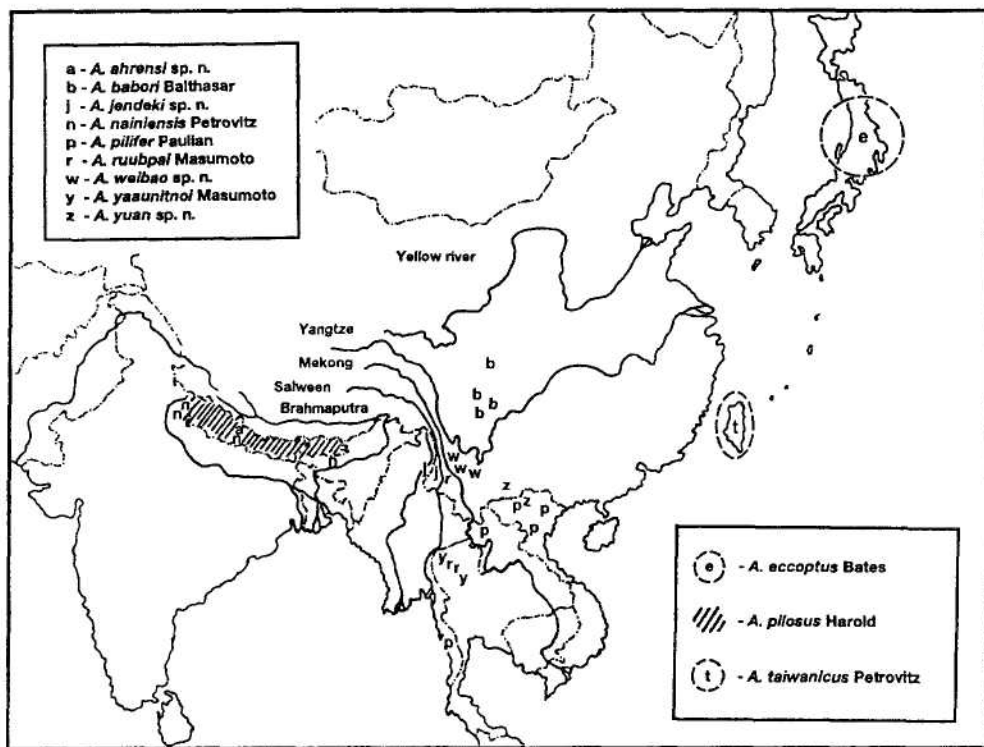 a - A. ahrensi sp. n.
b - A. babori Balthasar
j - A. jendeki sp. n.
n - A. nainiensis Petrovitz
p - A. pilifer Paulian
r - A. ruubpai Masumoto
w - A. weibao sp. n.
y - A. yaaunitnoi Masumoto
z - A. yuan sp. n.
e
Yellow river
Yangtze
Mekong
Salween
Brahmaputra
b
b
b
b
n
n
t
w
w w
z
p z p
p
p
y r r y
p
e - A. eccoptus Bates
- A. pilosus Harold
t - A. taiwanicus Petrovitz